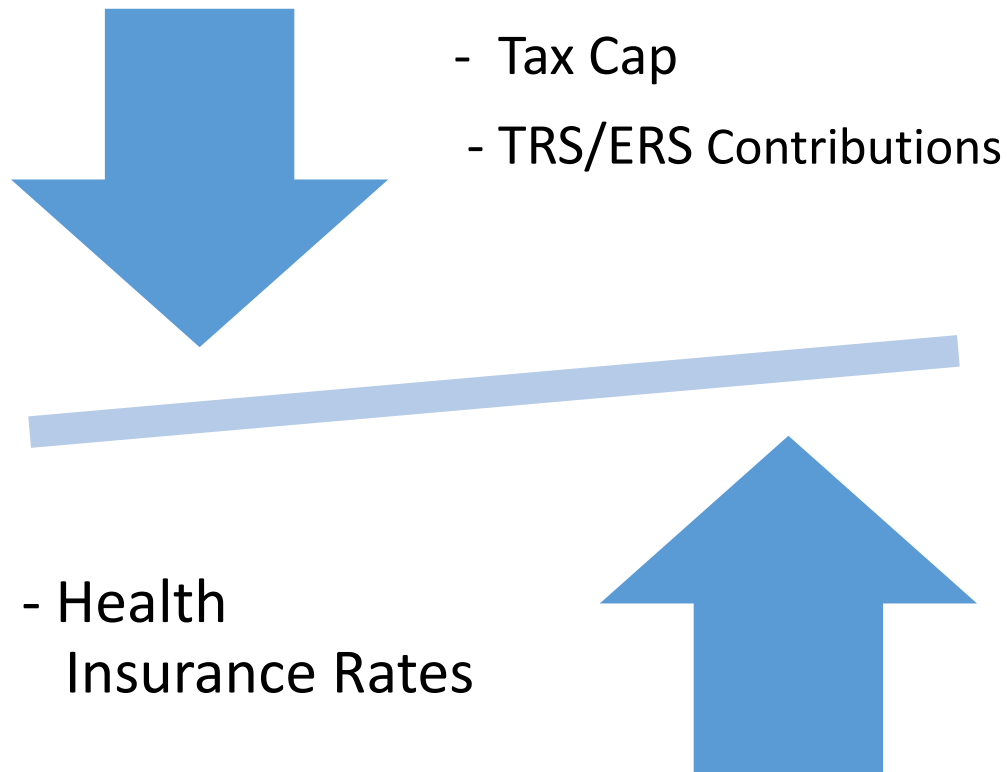 - Tax Cap
- TRS/ERS Contributions
- Health
Insurance Rates